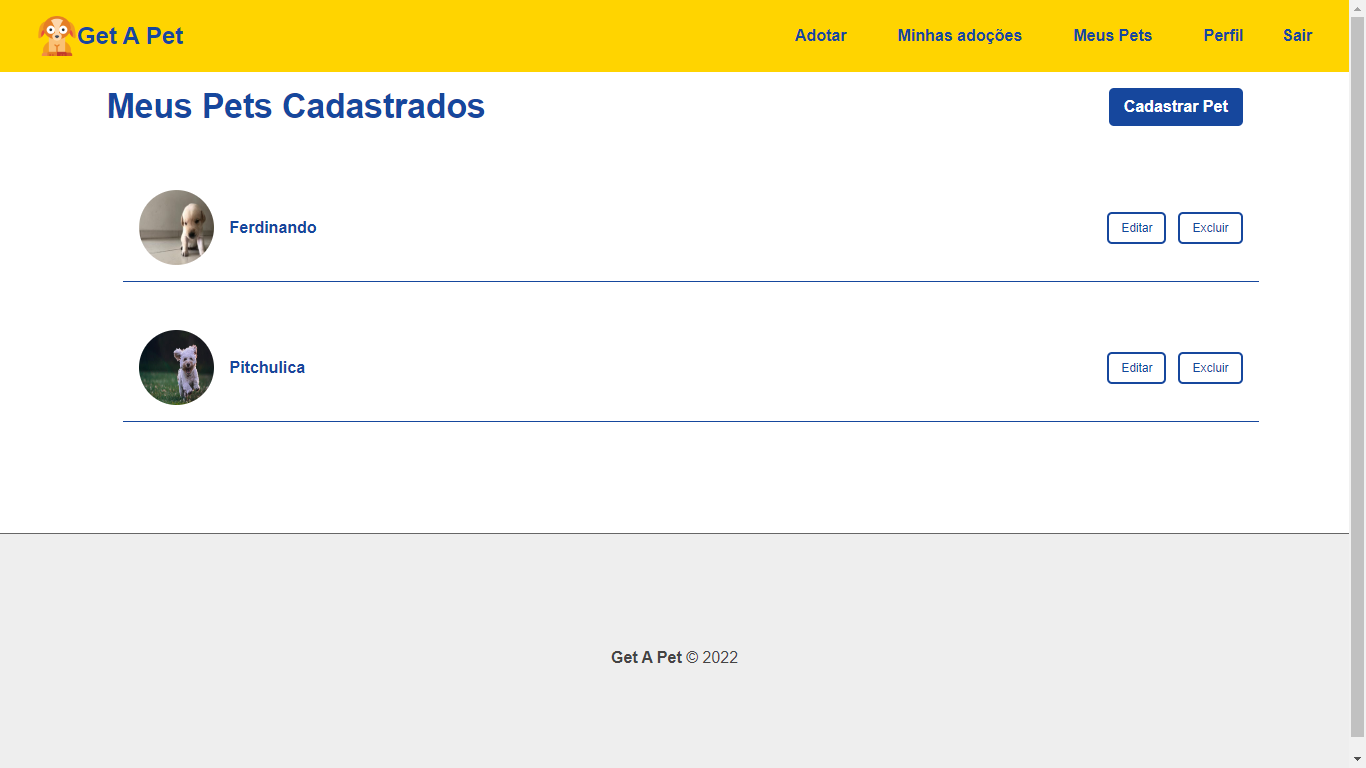 Get A Pet
Adotar Minhas adoções Meus Pets Perfil Sair
Meus Pets Cadastrados
Cadastrar Pet
Ferdinando
Editar Excluir
Pitchulica
Editar Excluir
Get A Pet © 2022